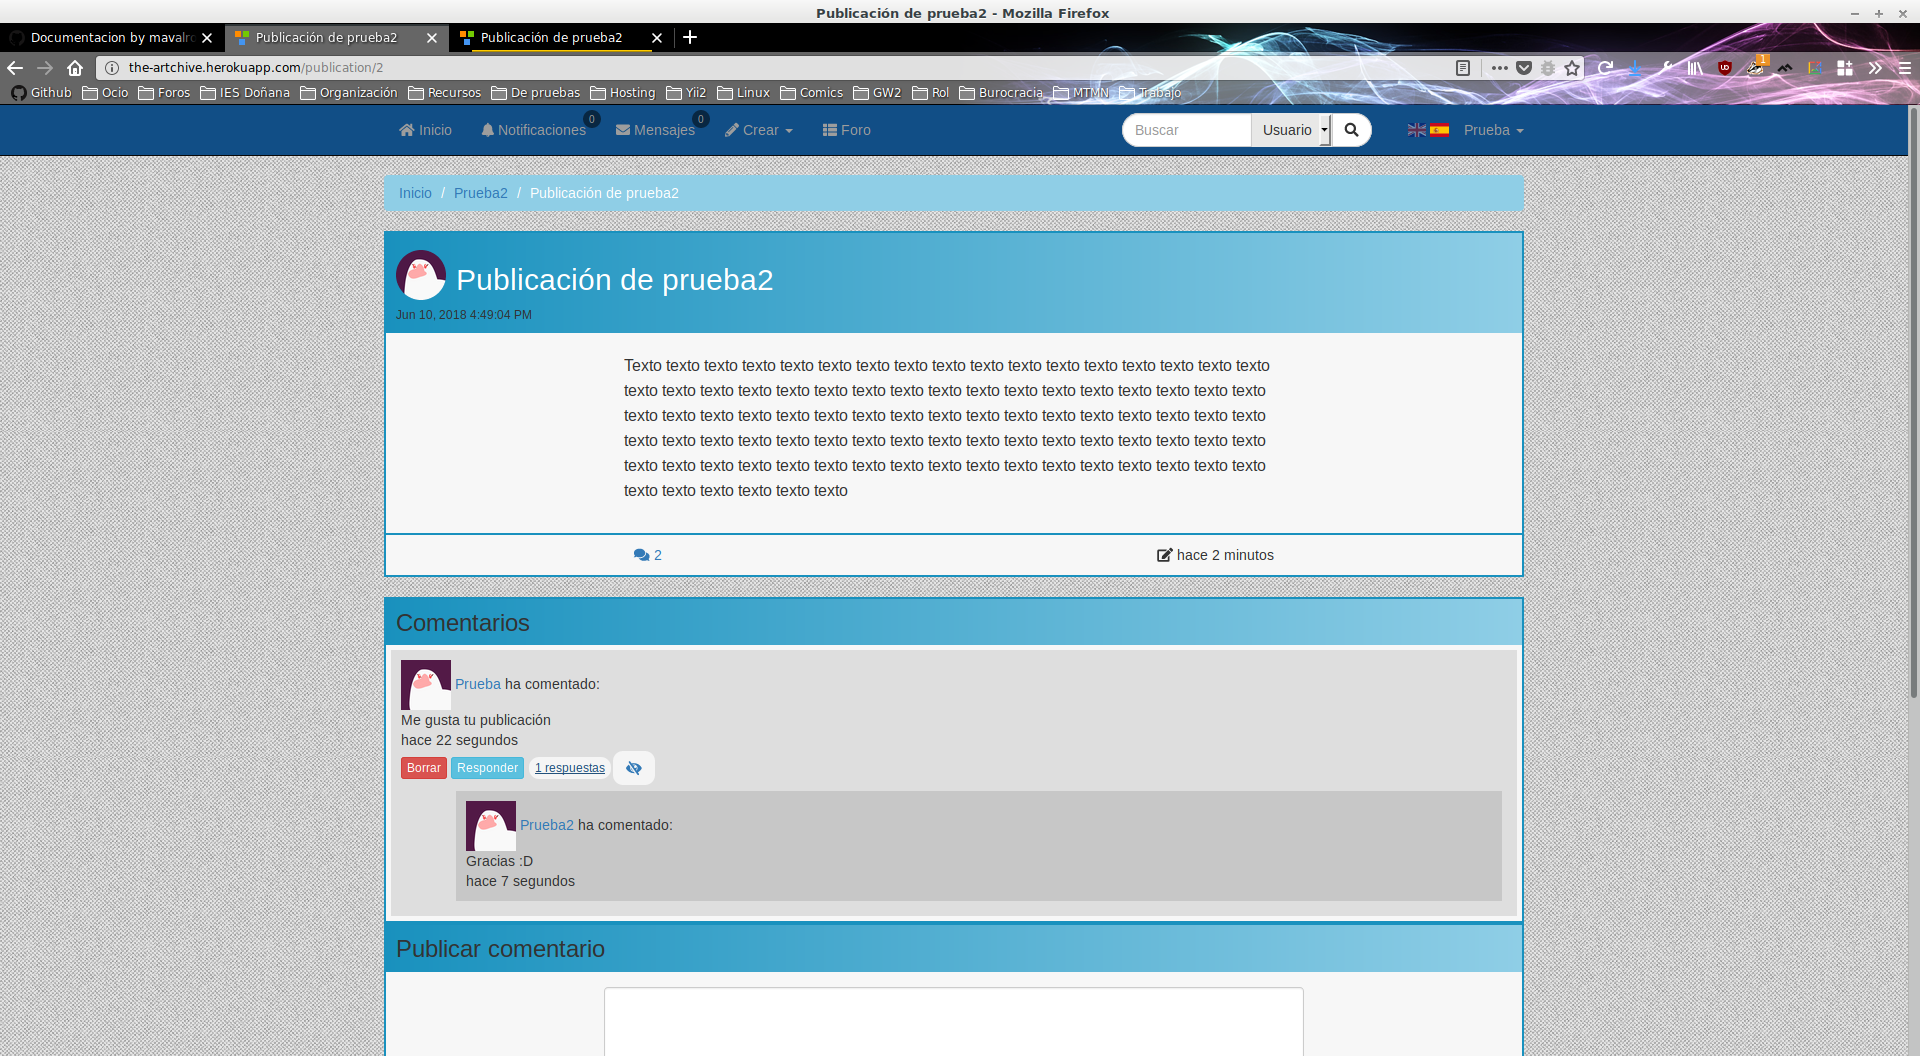 Publicación de prueba2 - Mozilla Firefox
Documentacion by mavalro
Publicación de prueba2
Publicación de prueba2
the-artchive.herokuapp.com/publication/2
1
Github Ocio Foros IES Doñana Organización Recursos De pruebas Hosting Yii2 Linux Comics GW2 Rol Burocracia MTMN Trabajo
Inicio Notificaciones 0 Mensajes 0 Crear Foro Buscar Usuario Prueba
Inicio / Prueba2 / Publicación de prueba2
Publicación de prueba2
Jun 10, 2018 4:49:04 PM
Texto texto texto texto texto texto texto texto texto texto texto texto texto texto texto texto texto
texto texto texto texto texto texto texto texto texto texto texto texto texto texto texto texto texto
texto texto texto texto texto texto texto texto texto texto texto texto texto texto texto texto texto
texto texto texto texto texto texto texto texto texto texto texto texto texto texto texto texto texto
texto texto texto texto texto texto texto texto texto texto texto texto texto texto texto texto texto
texto texto texto texto texto texto
2 hace 2 minutos
Comentarios
Prueba ha comentado:
Me gusta tu publicación
hace 22 segundos
Borrar Responder 1 respuestas
Prueba2 ha comentado:
Gracias :D
hace 7 segundos
Publicar comentario